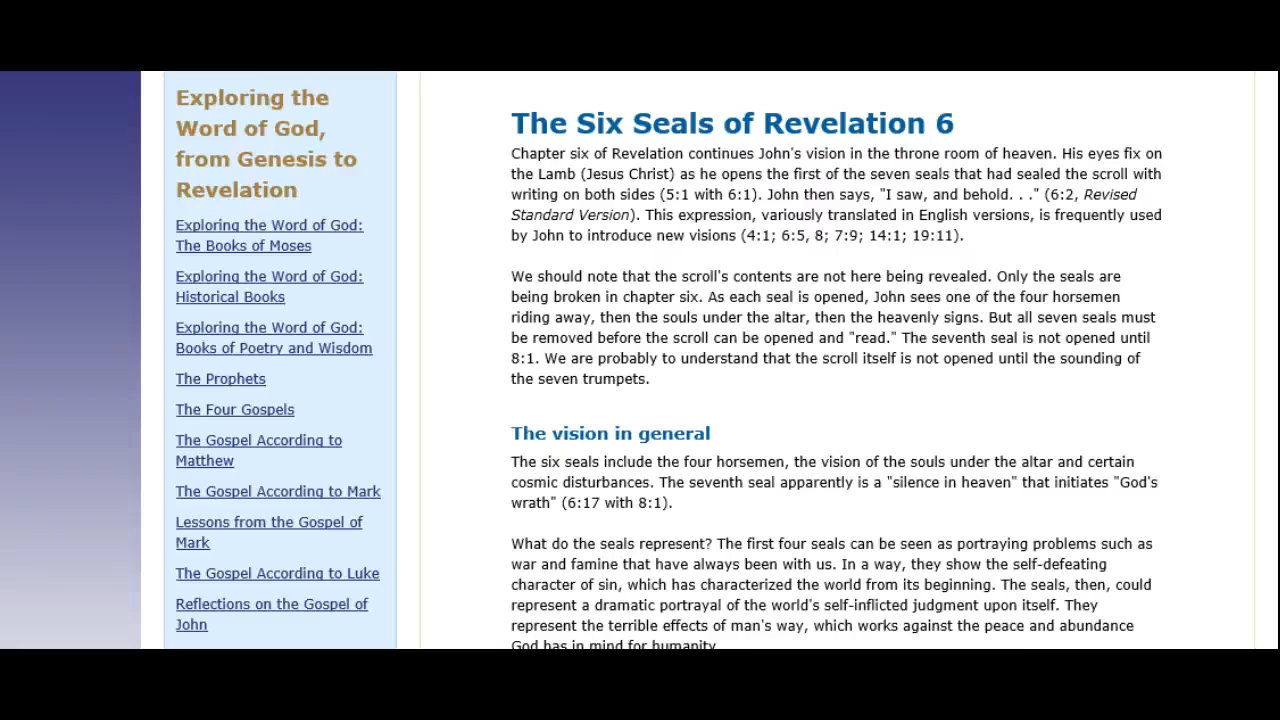 Exploring the
Word of God,
from Genesis to
Revelation
Exploring the Word of God:
The Books of Moses
Exploring the Word of God:
Historical Books
Exploring the Word of God:
Books of Poetry and Wisdom
The Prophets
The Four Gospels
The Gospel According to
Matthew
The Gospel According to Mark
Lessons from the Gospel of
Mark
The Gospel According to Luke
Reflections on the Gospel of
John
The Six Seals of Revelation 6
Chapter six of Revelation continues John's vision in the throne room of heaven. His eyes fix on
the Lamb (Jesus Christ) as he opens the first of the seven seals that had sealed the scroll with
writing on both sides (5:1 with 6:1). John then says, "I saw, and behold. . ." (6:2, Revised
Standard Version). This expression, variously translated in English versions, is frequently used
by John to introduce new visions (4:1; 6:5, 8; 7:9; 14:1; 19:11).
We should note that the scroll's contents are not here being revealed. Only the seals are
being broken in chapter six. As each seal is opened, John sees one of the four horsemen
riding away, then the souls under the altar, then the heavenly signs. But all seven seals must
be removed before the scroll can be opened and "read." The seventh seal is not opened until
8:1. We are probably to understand that the scroll itself is not opened until the sounding of
the seven trumpets.
The vision in general
The six seals include the four horsemen, the vision of the souls under the altar and certain
cosmic disturbances. The seventh seal apparently is a "silence in heaven" that initiates "God's
wrath" (6:17 with 8:1).
What do the seals represent? The first four seals can be seen as portraying problems such as
war and famine that have always been with us. In a way, they show the self-defeating
character of sin, which has characterized the world from its beginning. The seals, then, could
represent a dramatic portrayal of the world's self-inflicted judgment upon itself. They
represent the terrible effects of man's way, which works against the peace and abundance
God has in mind for humanity.